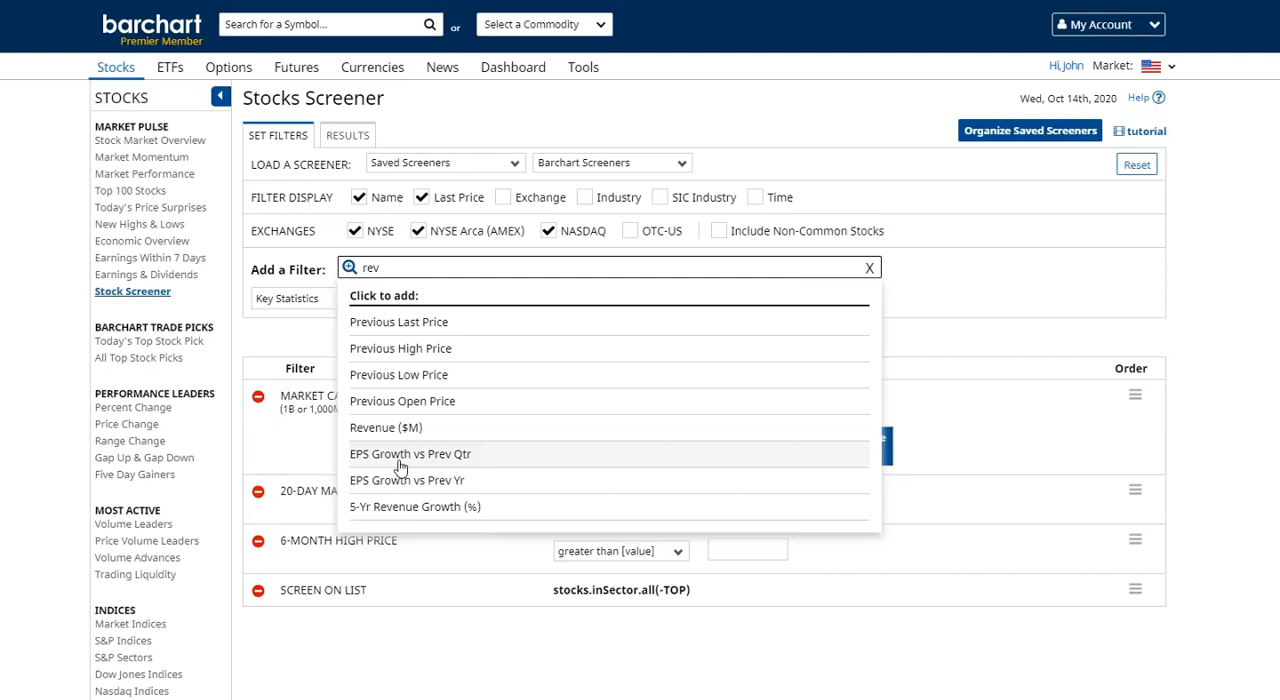 barchart
Premier Member
Search for a Symbol...
or
Select a Commodity
My Account
Stocks ETFs Options Futures Currencies News Dashboard Tools
Hi, John Market:
STOCKS
MARKET PULSE
Stock Market Overview
Market Momentum
Market Performance
Top 100 Stocks
Today's Price Surprises
New Highs & Lows
Economic Overview
Earnings Within 7 Days
Earnings & Dividends
Stock Screener
BARCHART TRADE PICKS
Today's Top Stock Pick
All Top Stock Picks
PERFORMANCE LEADERS
Percent Change
Price Change
Range Change
Gap Up & Gap Down
Five Day Gainers
MOST ACTIVE
Volume Leaders
Price Volume Leaders
Volume Advances
Trading Liquidity
INDICES
Market Indices
S&P Indices
S&P Sectors
Dow Jones Indices
Nasdaq Indices
Stocks Screener
Wed, Oct 14th, 2020 Help ?
SET FILTERS RESULTS
Organize Saved Screeners tutorial
LOAD A SCREENER: Saved Screeners Barchart Screeners Reset
FILTER DISPLAY Name Last Price Exchange Industry SIC Industry Time
EXCHANGES NYSE NYSE Arca (AMEX) NASDAQ OTC-US Include Non-Common Stocks
Add a Filter: rev X
Key Statistics
Click to add:
Previous Last Price
Previous High Price
Previous Low Price
Previous Open Price
Revenue ($M)
EPS Growth vs Prev Qtr
EPS Growth vs Prev Yr
5-Yr Revenue Growth (%)
Filter Order
MARKET CA
(1B or 1,000M
20-DAY MA
6-MONTH HIGH PRICE greater than [value]
SCREEN ON LIST stocks.inSector.all(-TOP)